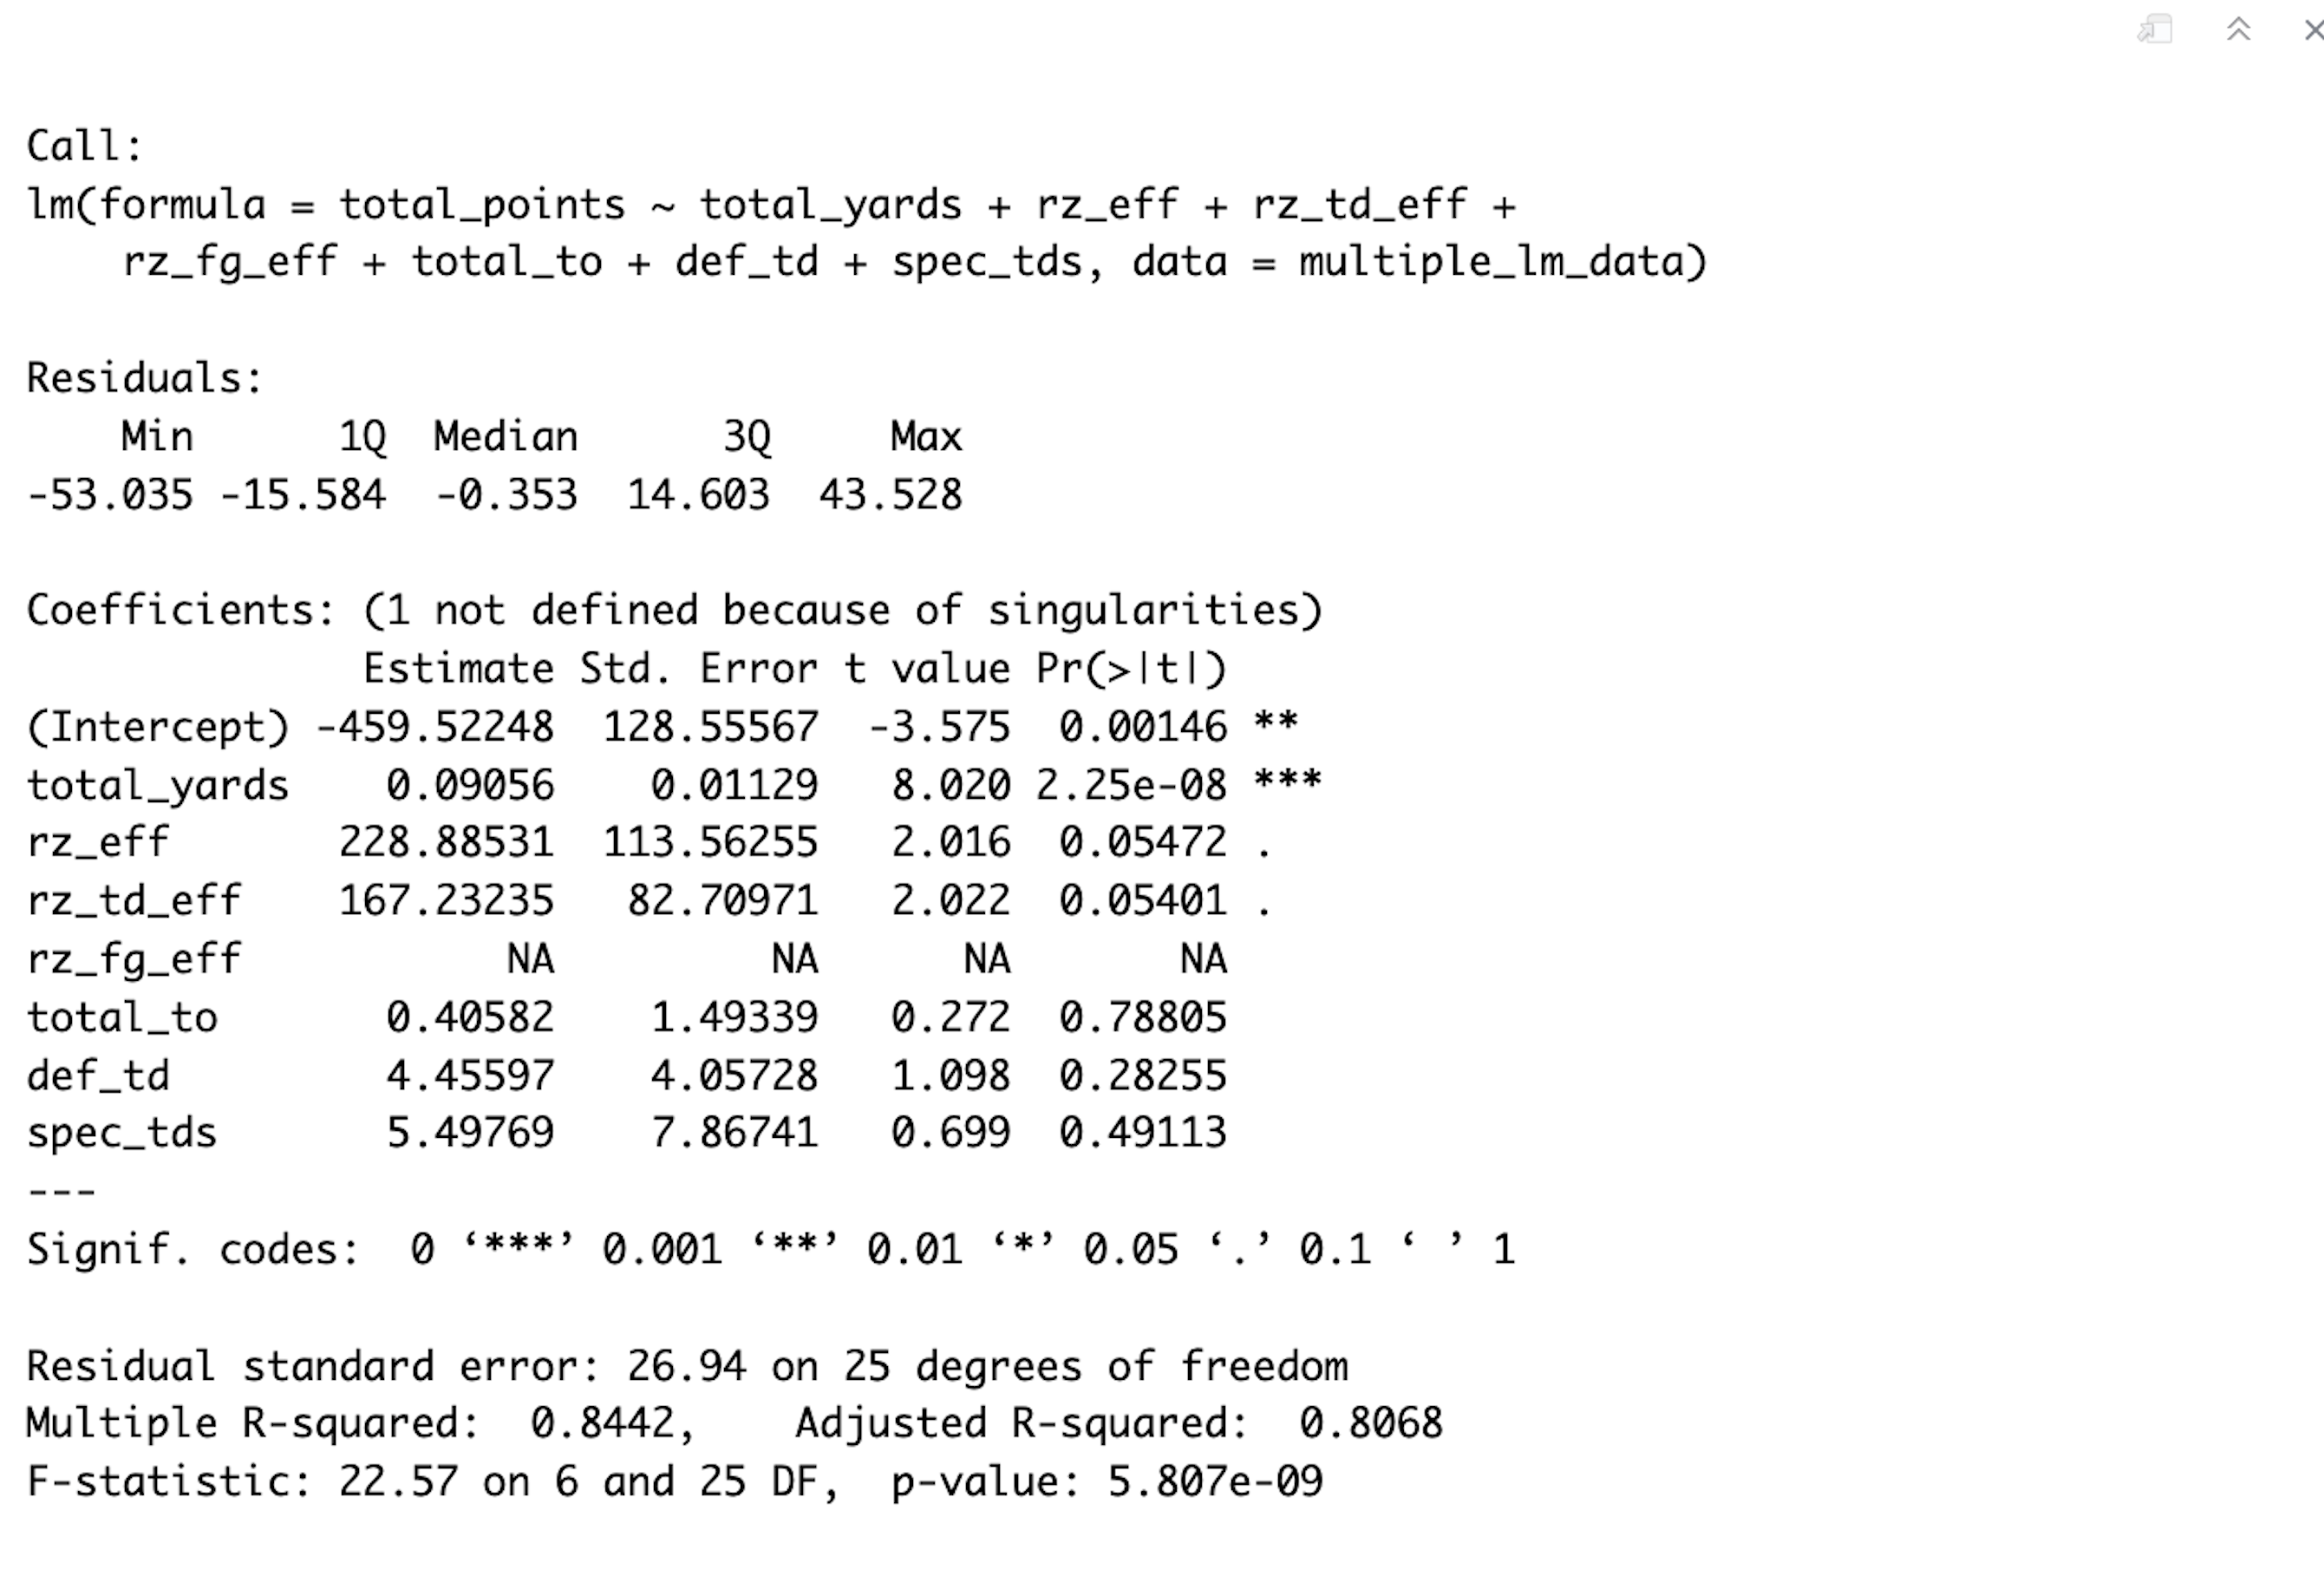 Call:
lm(formula = total_points ~ total_yards + rz_eff + rz_td_eff +
    rz_fg_eff + total_to + def_td + spec_tds, data = multiple_lm_data)
Residuals:
    Min      1Q  Median      3Q     Max
-53.035 -15.584  -0.353  14.603  43.528
Coefficients: (1 not defined because of singularities)
              Estimate Std. Error t value Pr(>|t|)
(Intercept) -459.52248  128.55567  -3.575  0.00146 **
total_yards    0.09056    0.01129   8.020 2.25e-08 ***
rz_eff       228.88531  113.56255   2.016  0.05472 .
rz_td_eff    167.23235   82.70971   2.022  0.05401 .
rz_fg_eff           NA         NA      NA       NA
total_to       0.40582    1.49339   0.272  0.78805
def_td         4.45597    4.05728   1.098  0.28255
spec_tds       5.49769    7.86741   0.699  0.49113
---
Signif. codes:  0 ‘***’ 0.001 ‘**’ 0.01 ‘*’ 0.05 ‘.’ 0.1 ‘ ’ 1
Residual standard error: 26.94 on 25 degrees of freedom
Multiple R-squared:  0.8442,	Adjusted R-squared:  0.8068
F-statistic: 22.57 on 6 and 25 DF,  p-value: 5.807e-09